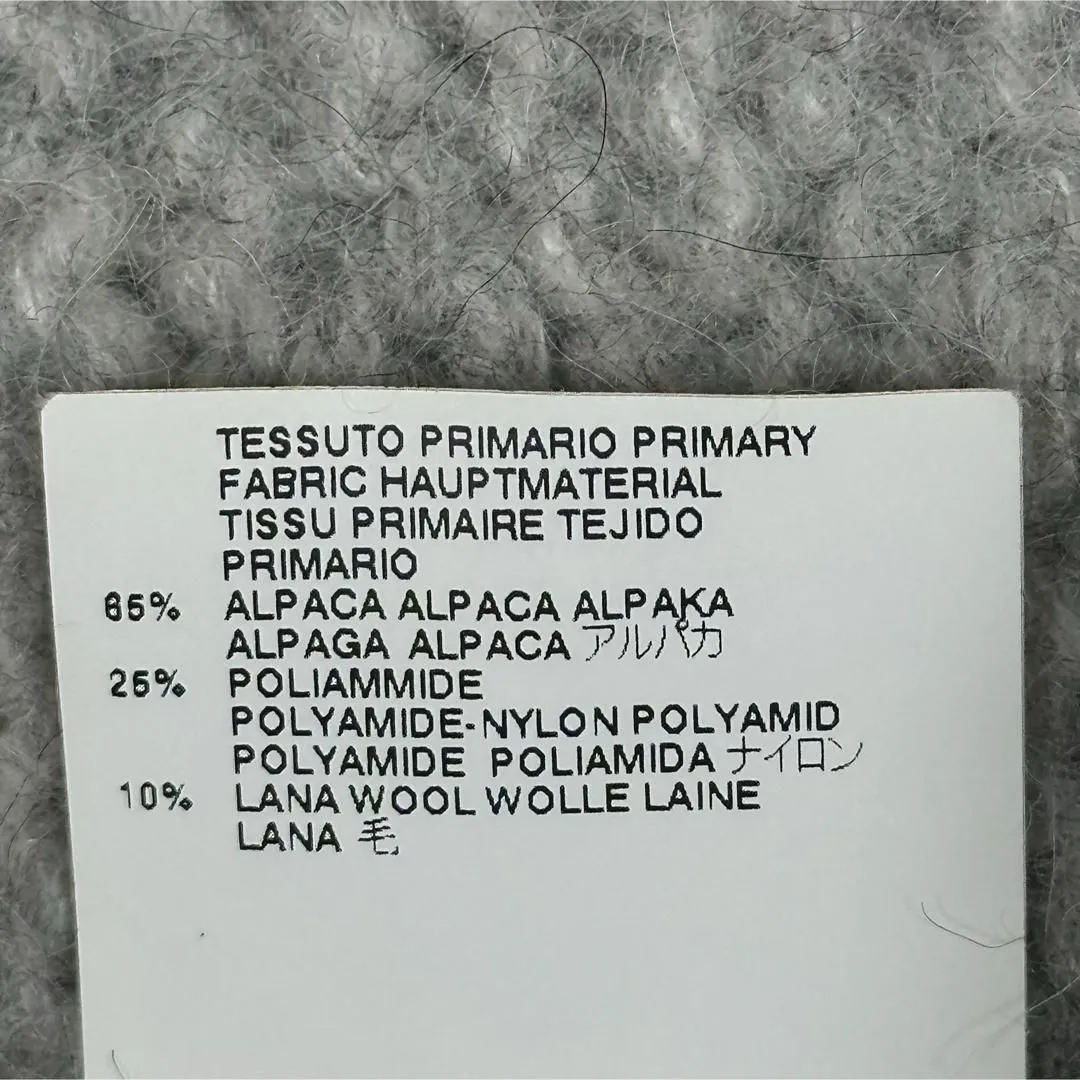 TESSUTO PRIMARIO PRIMARY
FABRIC HAUPTMATERIAL
TISSU PRIMAIRE TEJIDO
PRIMARIO
65% ALPACA ALPACA ALPAKA
ALPAGA ALPACA アルパカ
25% POLIAMMIDE
POLYAMIDE-NYLON POLYAMID
POLYAMIDE POLIAMIDA ナイロン
10% LANA WOOL WOLLE LAINE
LANA 毛